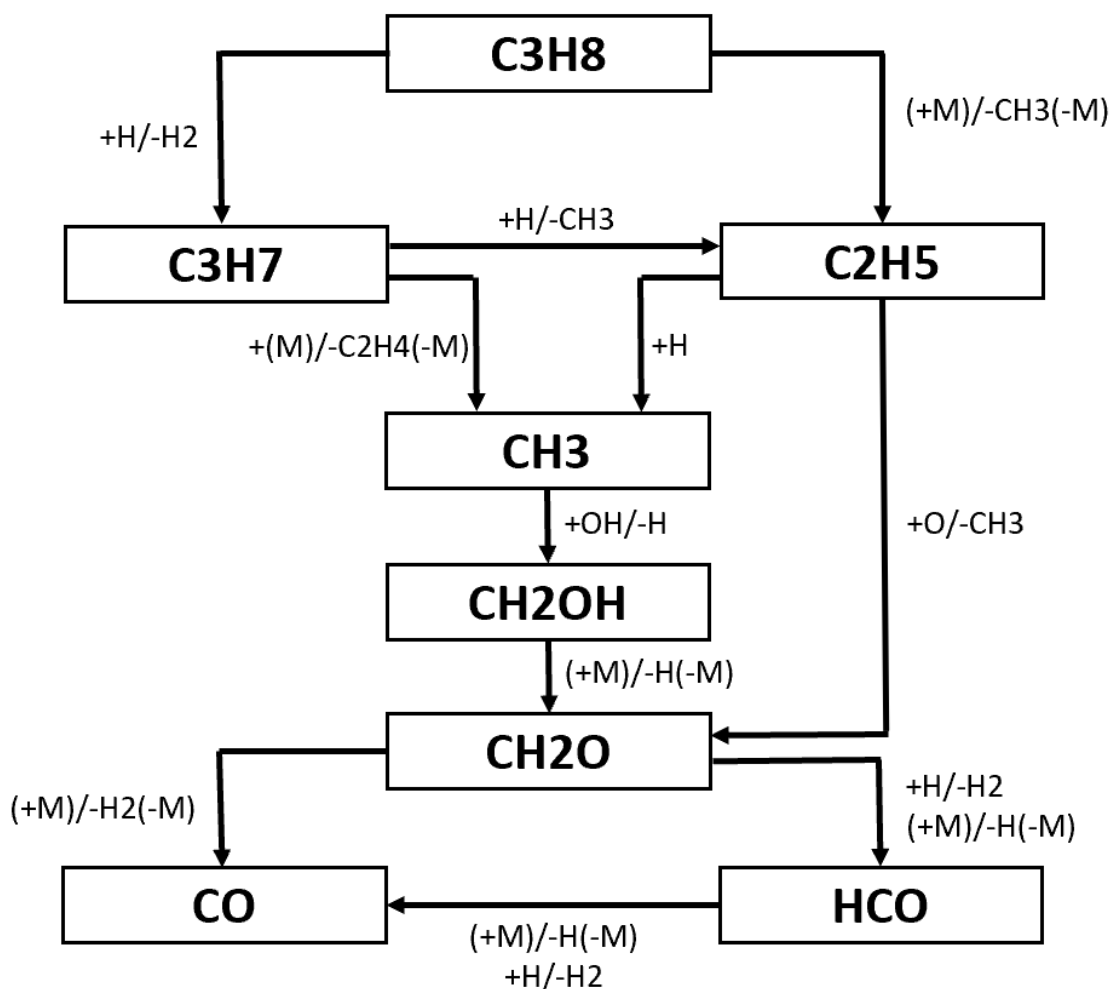 C3H8
(+M)/-CH3(-M)
+H/-H2
+H/-CH3
C3H7
C2H5
+(M)/-C2H4(-M)
+H
CH3
+OH/-H
+O/-CH3
CH2OH
(+M)/-H(-M)
CH2O
+H/-H2
(+M)/-H2(-M)
(+M)/-H(-M)
CO
HCO
(+M)/-H(-M)
+H/-H2